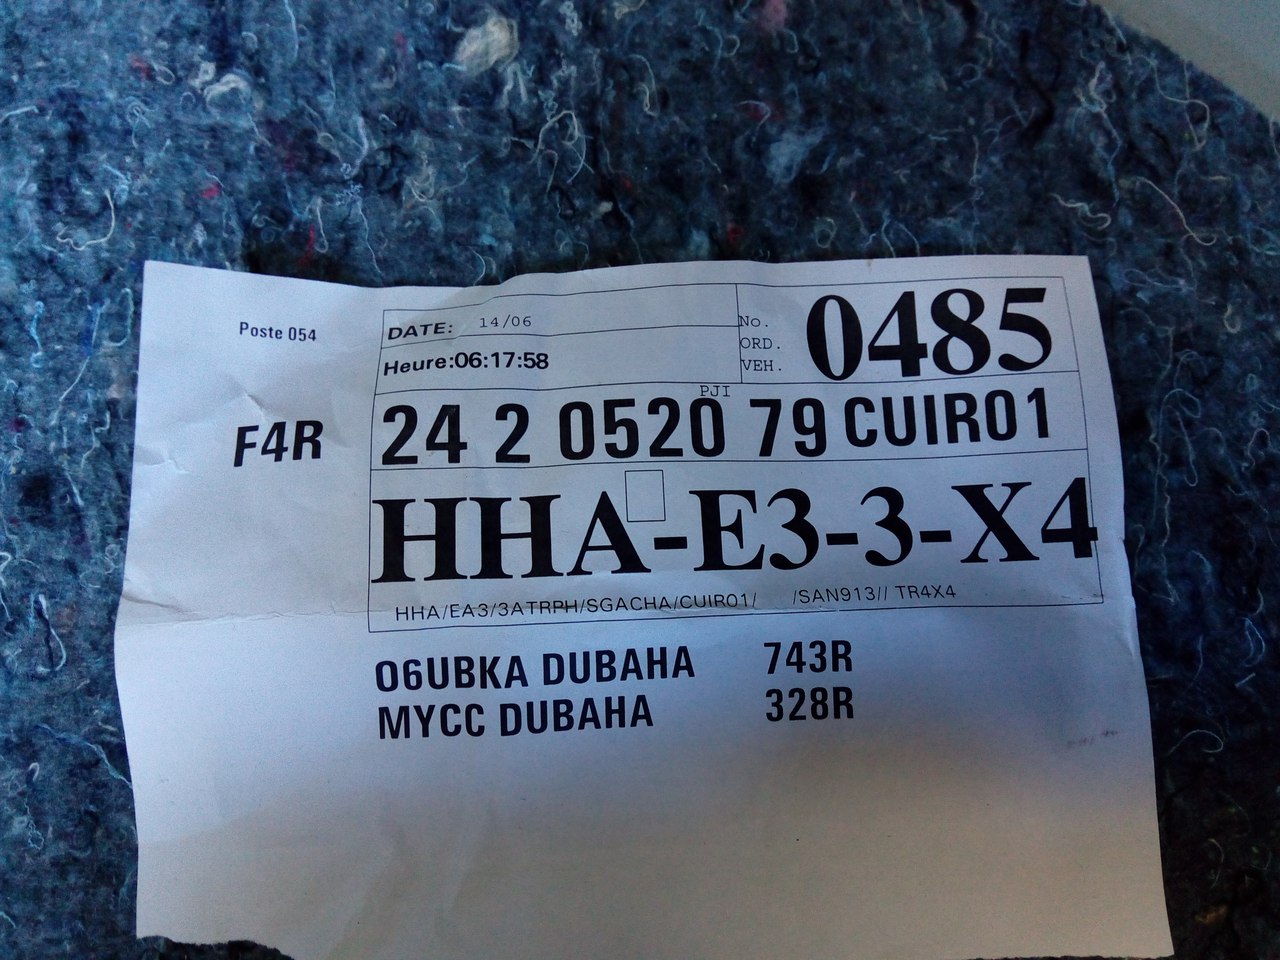 Poste 054
DATE: 14/06
Heure:06:17:58
No.
ORD.
VEH.
0485
PJI
F4R
24 2 0520 79 CUIR01
HHA-E3-3-X4
HHA/EA3/3ATRPH/SGACHA/CUIR01/ /SAN913// TR4X4
06UBKA DUBAHA 743R
MYCC DUBAHA 328R